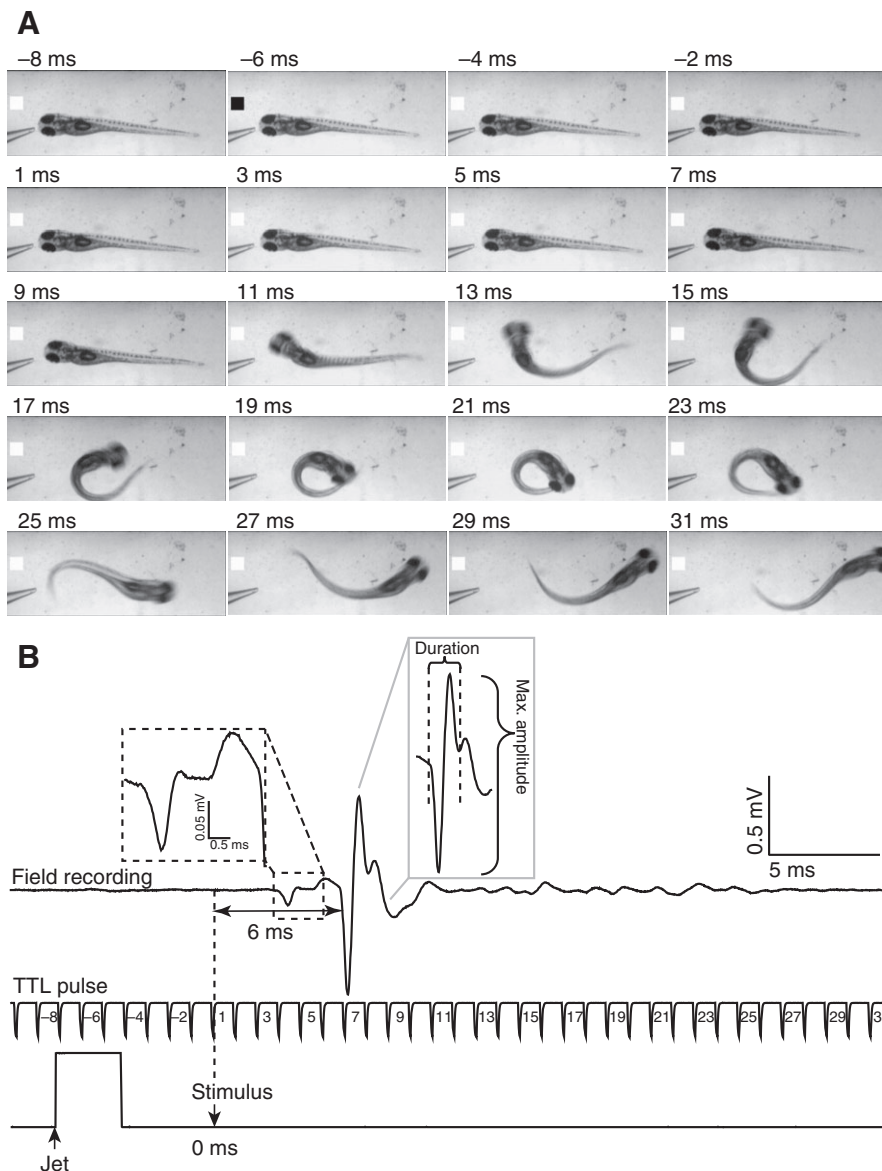 A
–8 ms –6 ms –4 ms –2 ms
1 ms 3 ms 5 ms 7 ms
9 ms 11 ms 13 ms 15 ms
17 ms 19 ms 21 ms 23 ms
25 ms 27 ms 29 ms 31 ms
B
Duration
Max. amplitude
0.05 mV
0.5 ms
0.5 mV
5 ms
Field recording
6 ms
TTL pulse
–8 –6 –4 –2 1 3 5 7 9 11 13 15 17 19 21 23 25 27 29 3
Stimulus
0 ms
Jet